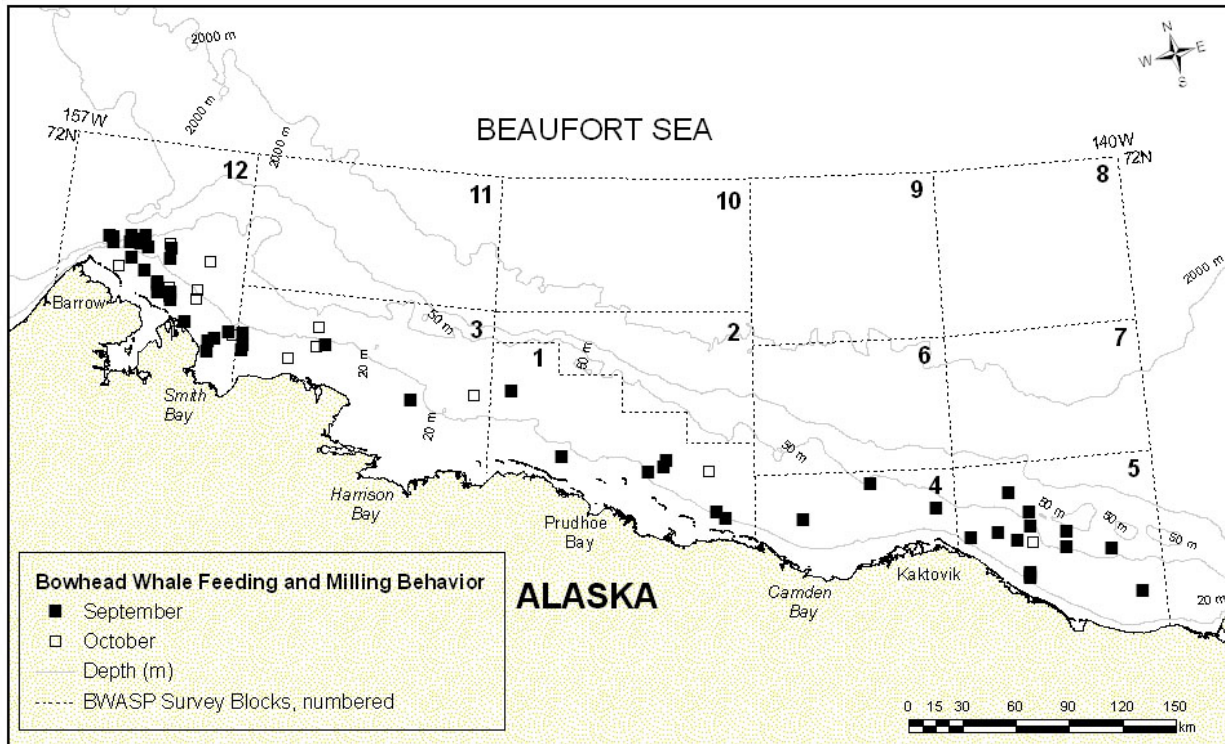 2000 m
N
W E
S
157 W
72N
2000 m
2000 m
BEAUFORT SEA
140 W
72N
12
11
10
9
8
2000 m
Barrow
50 m
3
1
2
50 m
6
7
20 m
Smith
Bay
20 m
50 m
4
5
Harrison
Bay
50 m
50 m
50 m
Prudhoe
Bay
Kaktovik
Camden
Bay
20 m
ALASKA
Bowhead Whale Feeding and Milling Behavior
September
October
Depth (m)
BWASP Survey Blocks, numbered
0 15 30 60 90 120 150
km